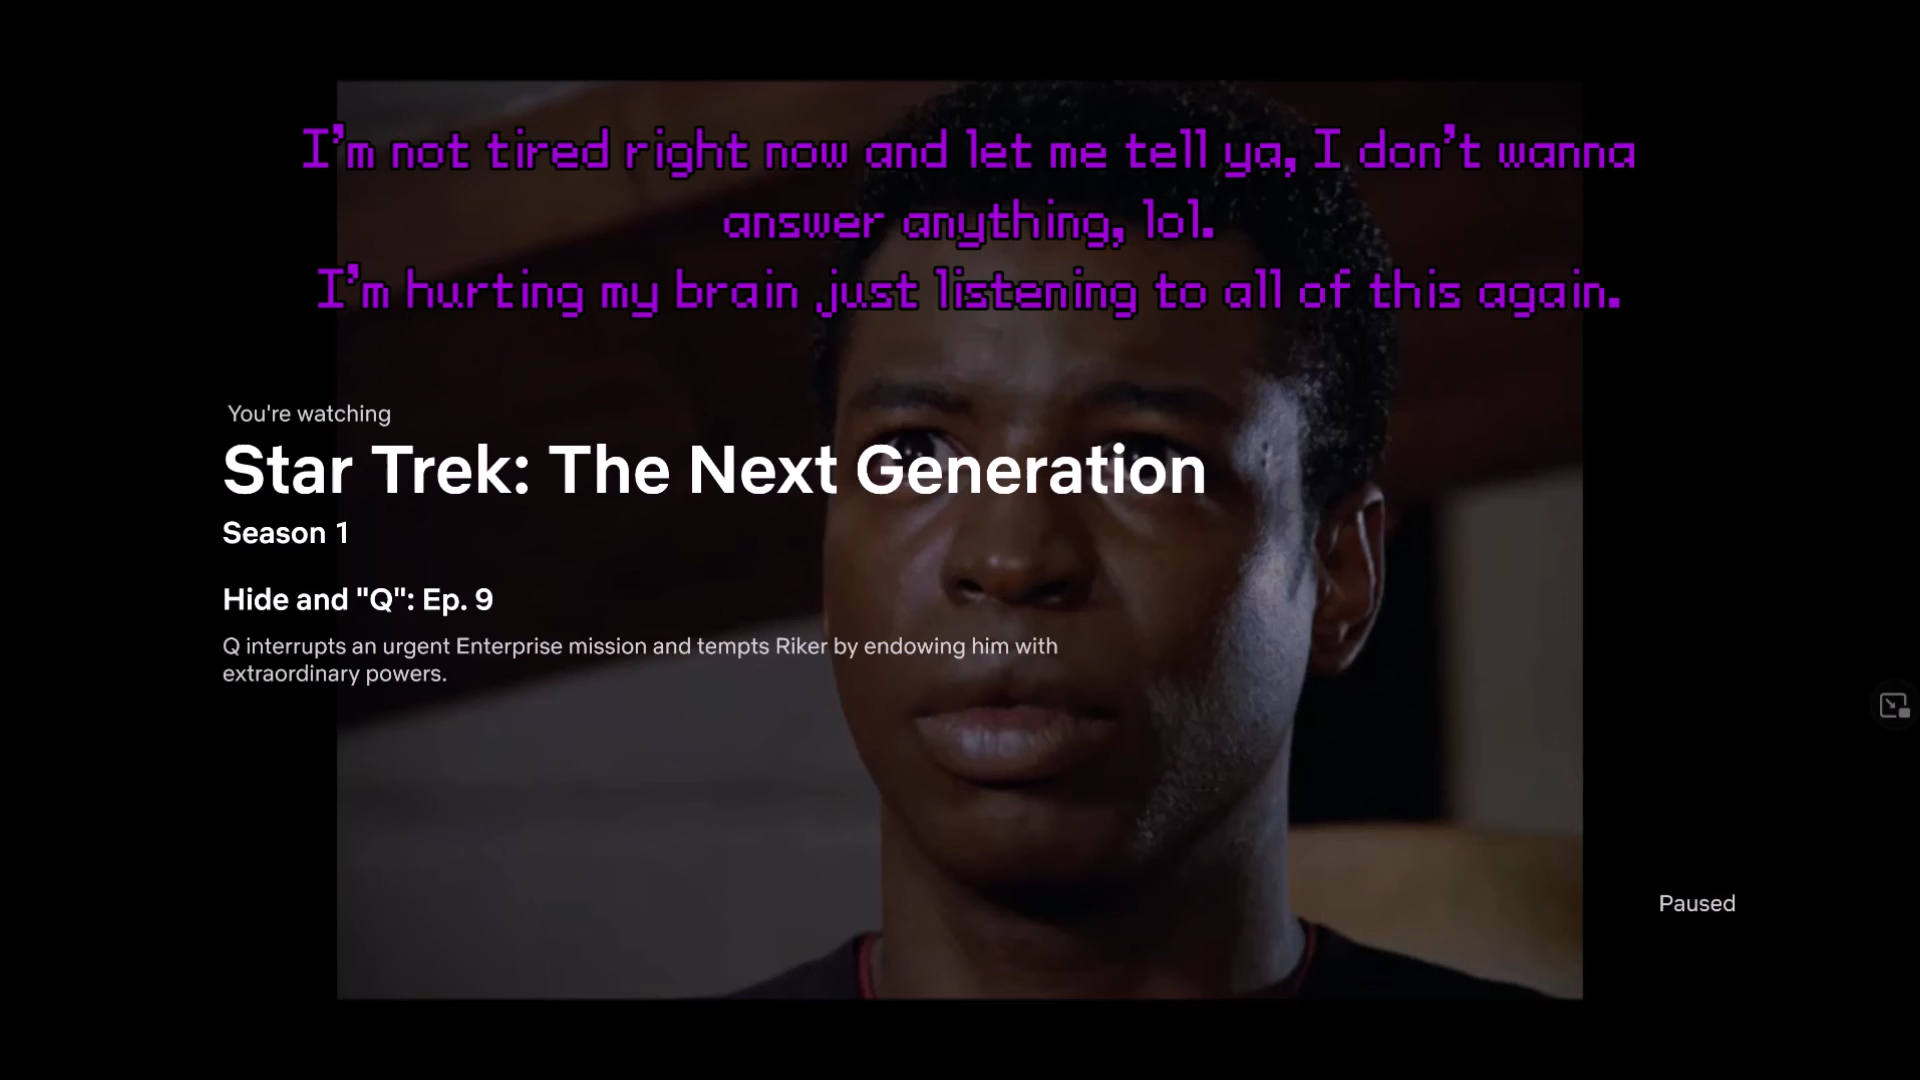 I'm not tired right now and let me tell ya, I don't wanna
answer anything, lol.
I'm hurting my brain just listening to all of this again.
You're watching
Star Trek: The Next Generation
Season 1
Hide and "Q": Ep. 9
Q interrupts an urgent Enterprise mission and tempts Riker by endowing him with
extraordinary powers.
Paused